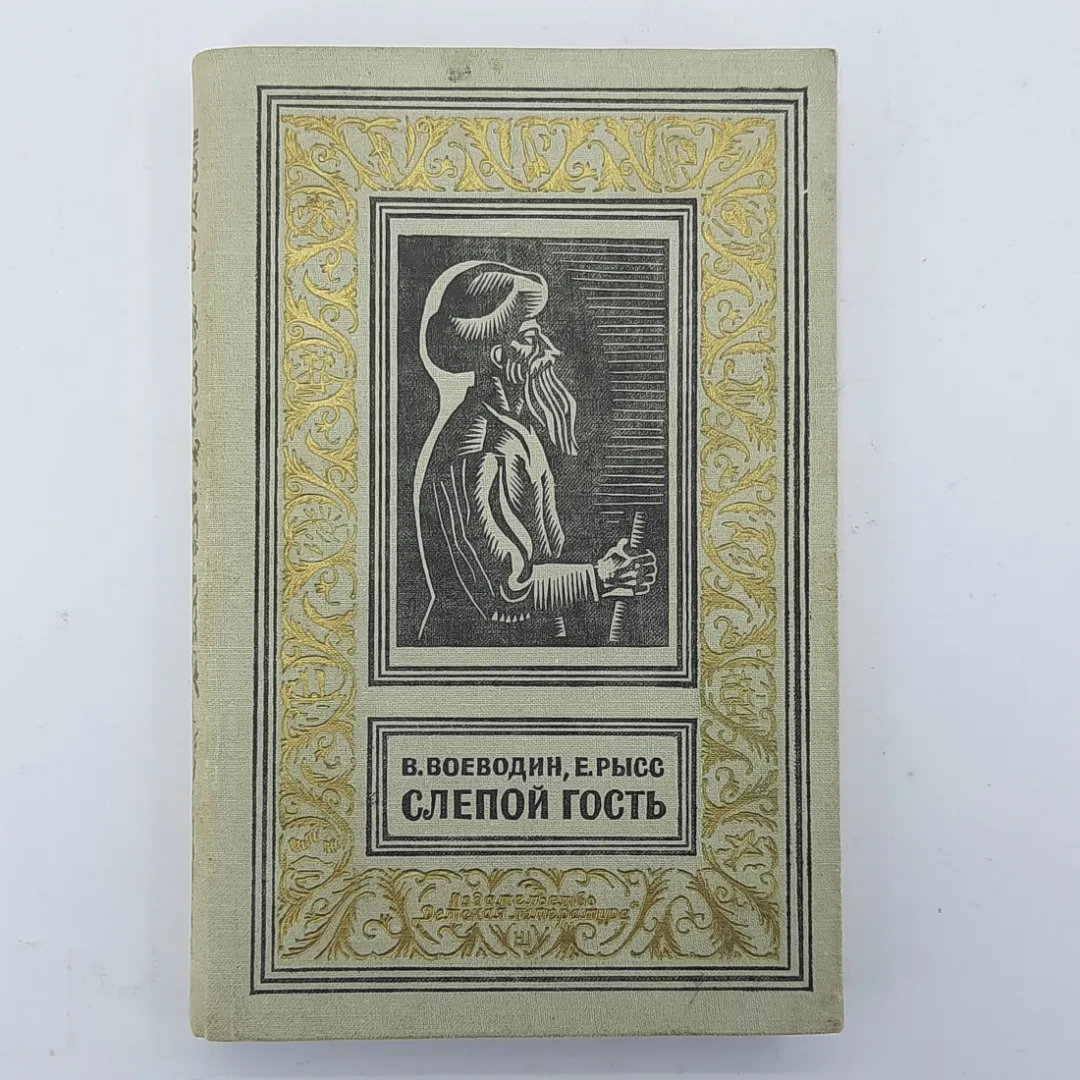 В. ВОЕВОДИН, Е. РЫСС
СЛЕПОЙ ГОСТЬ
Издательство
Детская литература